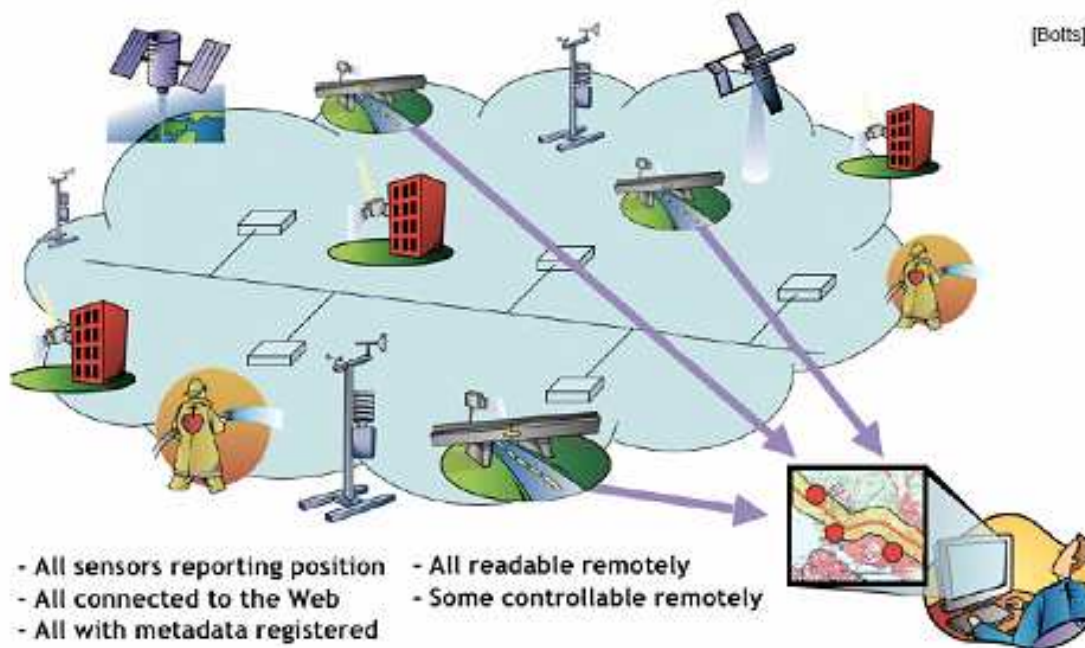 [Botts]
- All sensors reporting position
- All connected to the Web
- All with metadata registered
- All readable remotely
- Some controllable remotely